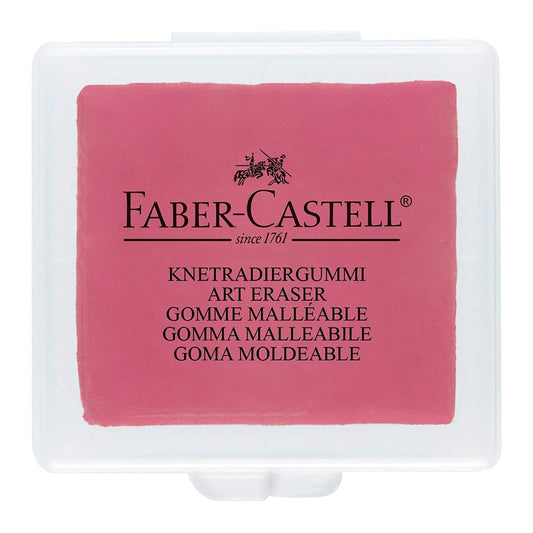 FABER-CASTELL®
since 1761
KNETRADIERGUMMI
ART ERASER
GOMME MALLÉABLE
GOMMA MALLEABILE
GOMA MOLDEABLE